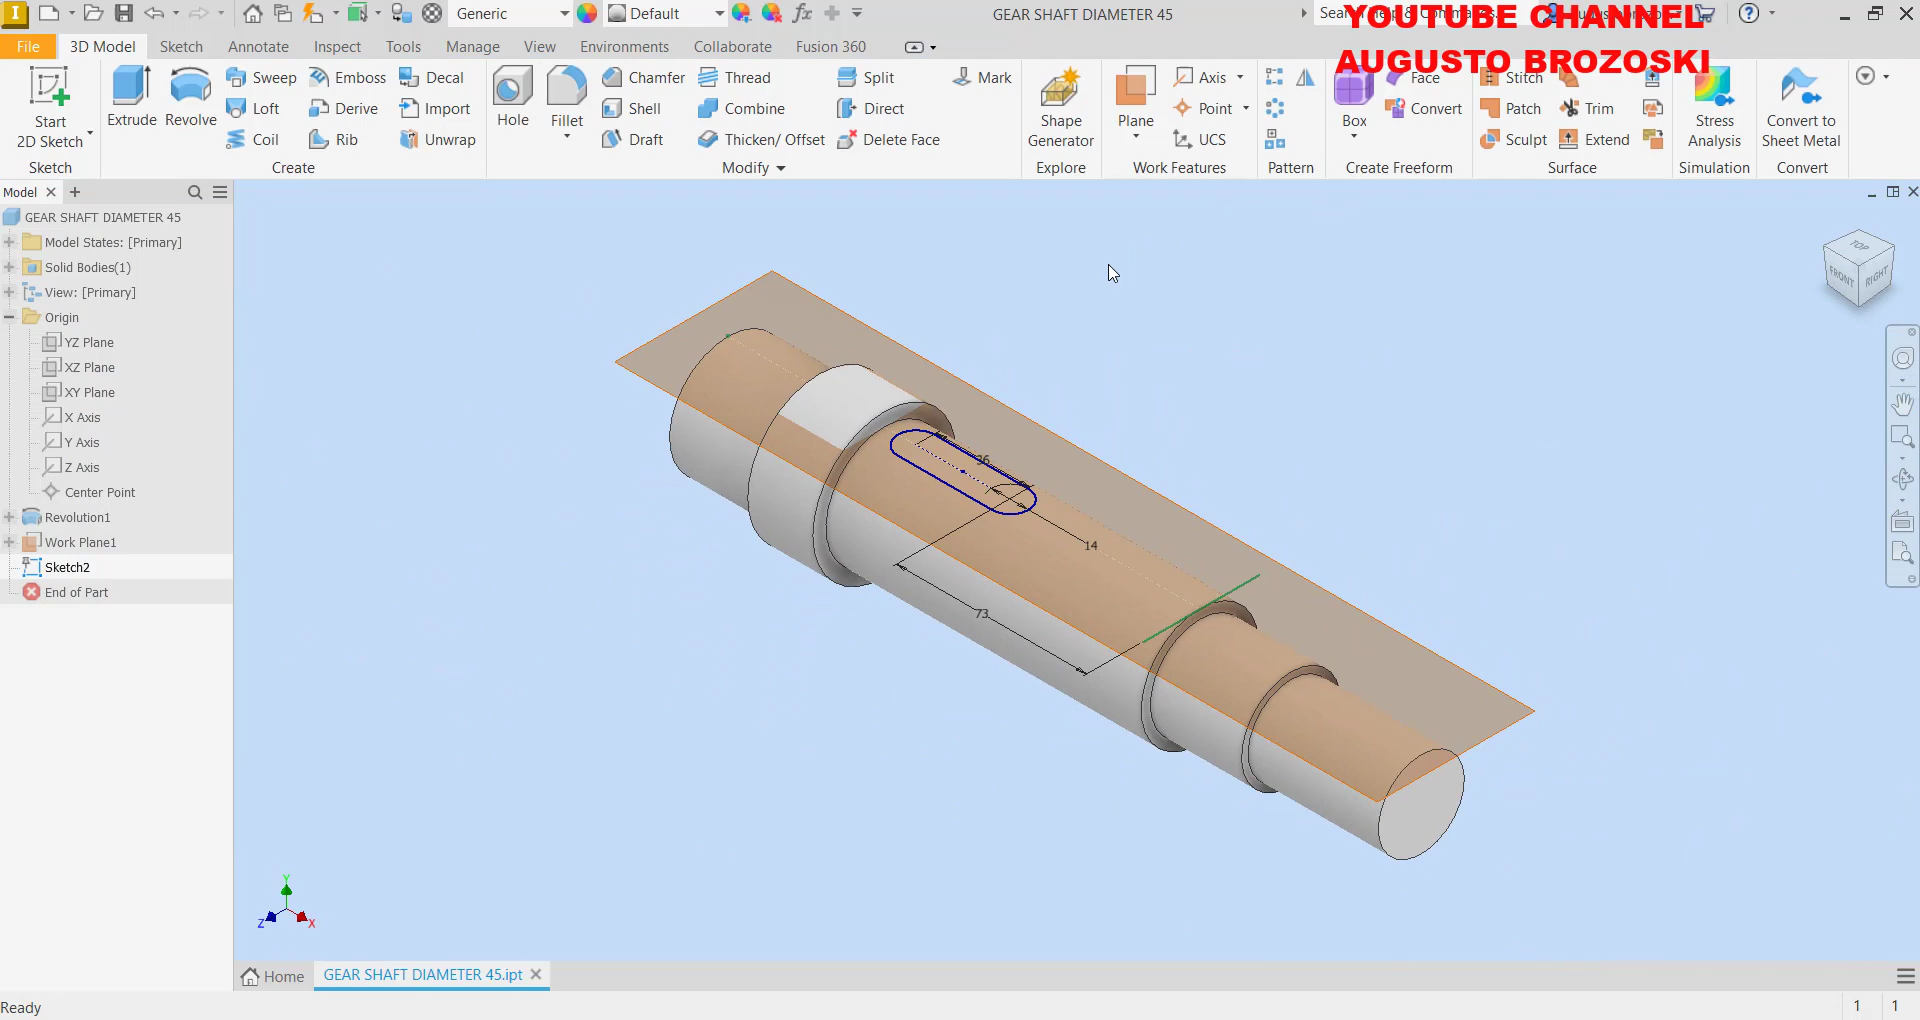 Generic
Default
GEAR SHAFT DIAMETER 45
YOUTUBE CHANNEL
AUGUSTO BROZOSKI
File
3D Model
Sketch
Annotate
Inspect
Tools
Manage
View
Environments
Collaborate
Fusion 360
Start
2D Sketch
Extrude
Revolve
Sweep
Emboss
Decal
Loft
Derive
Import
Coil
Rib
Unwrap
Hole
Fillet
Chamfer
Thread
Split
Shell
Combine
Direct
Draft
Thicken/ Offset
Delete Face
Mark
Shape
Generator
Plane
Axis
Point
UCS
Box
Face
Convert
Stitch
Patch
Trim
Sculpt
Extend
Stress
Analysis
Convert to
Sheet Metal
Sketch
Create
Modify
Explore
Work Features
Pattern
Create Freeform
Surface
Simulation
Convert
Model
GEAR SHAFT DIAMETER 45
Model States: [Primary]
Solid Bodies(1)
View: [Primary]
Origin
YZ Plane
XZ Plane
XY Plane
X Axis
Y Axis
Z Axis
Center Point
Revolution1
Work Plane1
Sketch2
End of Part
TOP
FRONT
RIGHT
36
14
73
Y
Z
X
Home
GEAR SHAFT DIAMETER 45.ipt
Ready
1
1